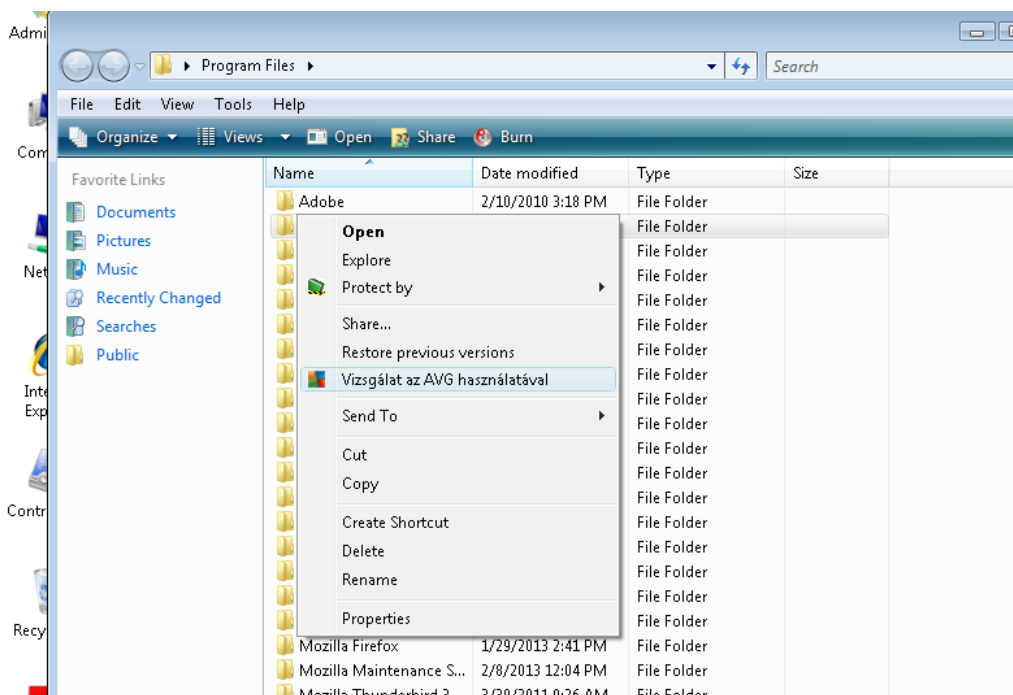 Admi
Program Files
Search
File Edit View Tools Help
Organize Views Open Share Burn
Com
Favorite Links
Name Date modified Type Size
Adobe 2/10/2010 3:18 PM File Folder
Documents
Open File Folder
Pictures
Explore File Folder
Net
Music
Protect by File Folder
Recently Changed
File Folder
Share... File Folder
Searches
Restore previous versions File Folder
Public
Vizsgálat az AVG használatával File Folder
Inte
Exp
File Folder
Send To File Folder
Cut File Folder
Copy File Folder
File Folder
Contr
Create Shortcut File Folder
Delete File Folder
Rename File Folder
File Folder
Properties File Folder
Recy
Mozilla Firefox 1/29/2013 2:41 PM File Folder
Mozilla Maintenance S... 2/8/2013 12:04 PM File Folder
Mozilla Thunderbird 3 File Folder